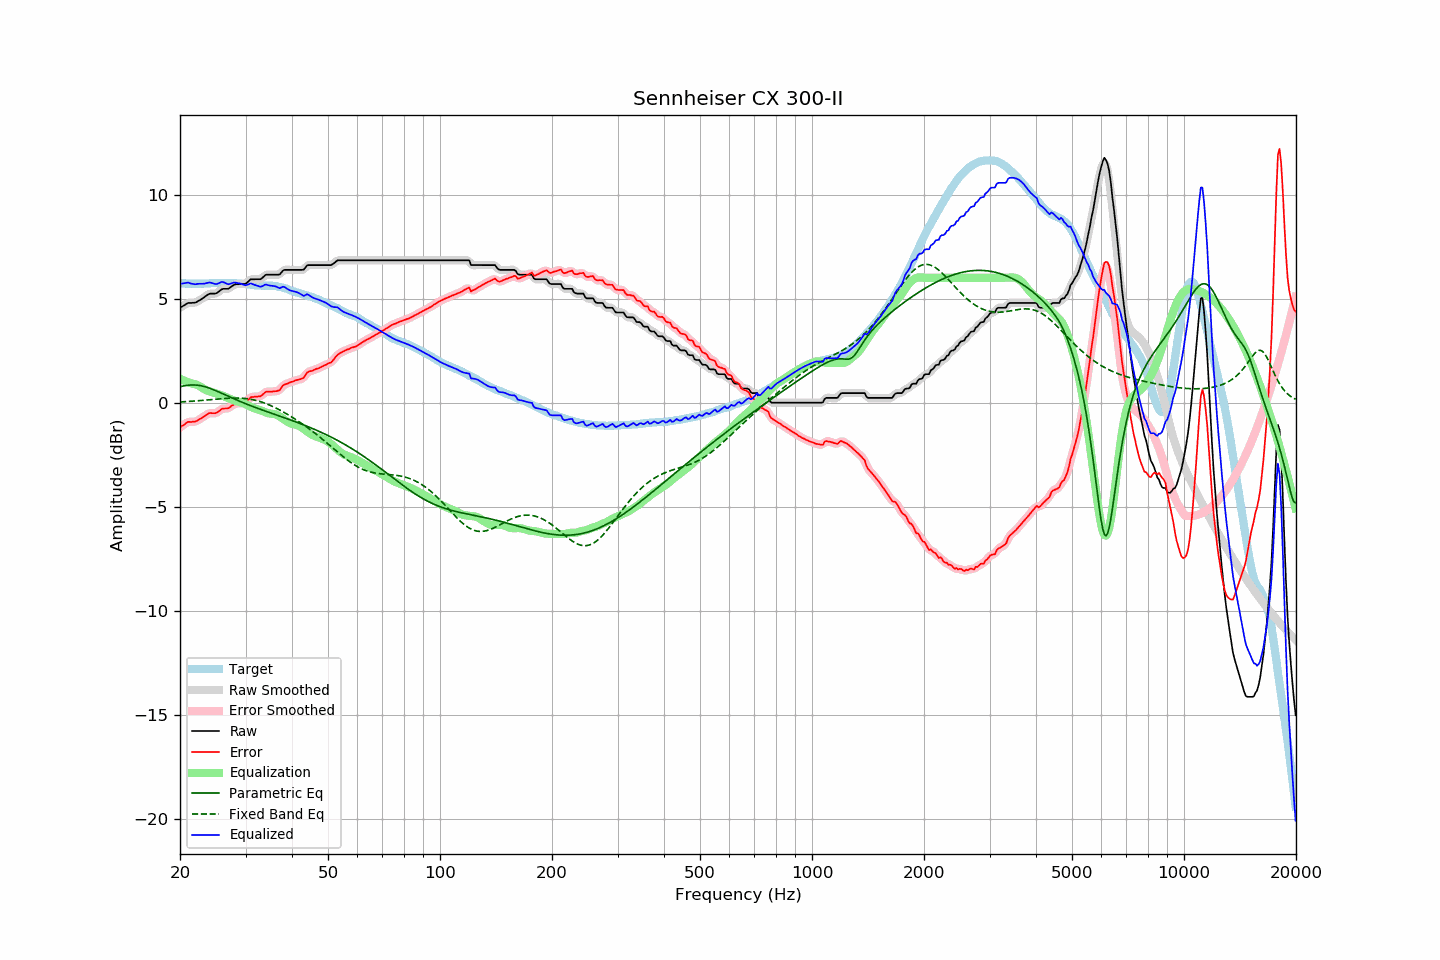 Sennheiser CX 300-II
Amplitude (dBr)
10
5
0
−5
−10
−15
−20
Target
Raw Smoothed
Error Smoothed
Raw
Error
Equalization
Parametric Eq
Fixed Band Eq
Equalized
20 50 100 200 500 1000 2000 5000 10000 20000
Frequency (Hz)